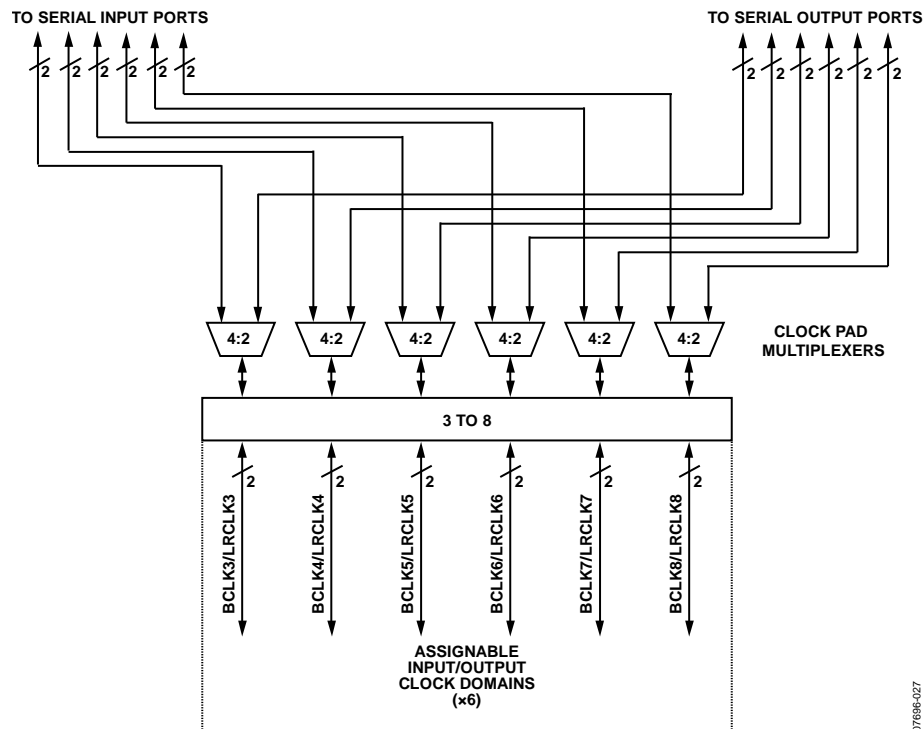 TO SERIAL INPUT PORTS
TO SERIAL OUTPUT PORTS
2 2 2 2 2 2
2 2 2 2 2 2
4:2 4:2 4:2 4:2 4:2 4:2
CLOCK PAD
MULTIPLEXERS
3 TO 8
2 2 2 2 2 2
BCLK3/LRCLK3
BCLK4/LRCLK4
BCLK5/LRCLK5
BCLK6/LRCLK6
BCLK7/LRCLK7
BCLK8/LRCLK8
ASSIGNABLE
INPUT/OUTPUT
CLOCK DOMAINS
(×6)
07696-027